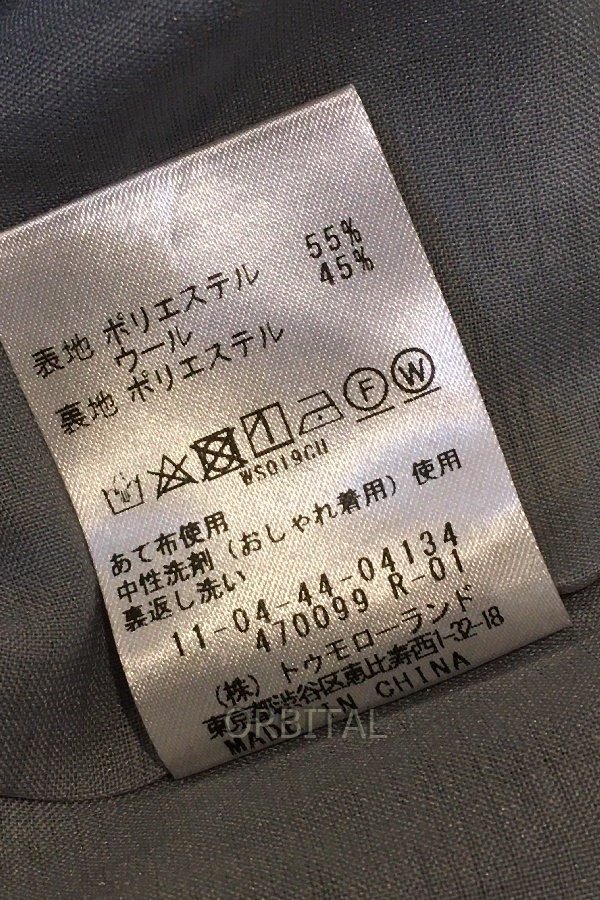 表地 ポリエステル 55%
ウール 45%
裏地 ポリエステル
F W
WS019CH
あて布使用
中性洗剤（おしゃれ着用）使用
裏返し洗い
11-04-44-04134
470099 R-01
（株）トゥモローランド
東京都渋谷区恵比寿西1-32-18
MADE IN CHINA
ORBITAL